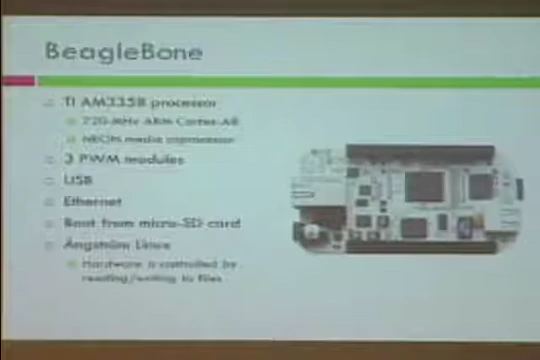 BeagleBone
TI AM3358 processor
720-MHz ARM Cortex-A8
NEON media coprocessor
3 PWM modules
USB
Ethernet
Boot from micro-SD card
Ångström Linux
Hardware is controlled by
reading/writing to files